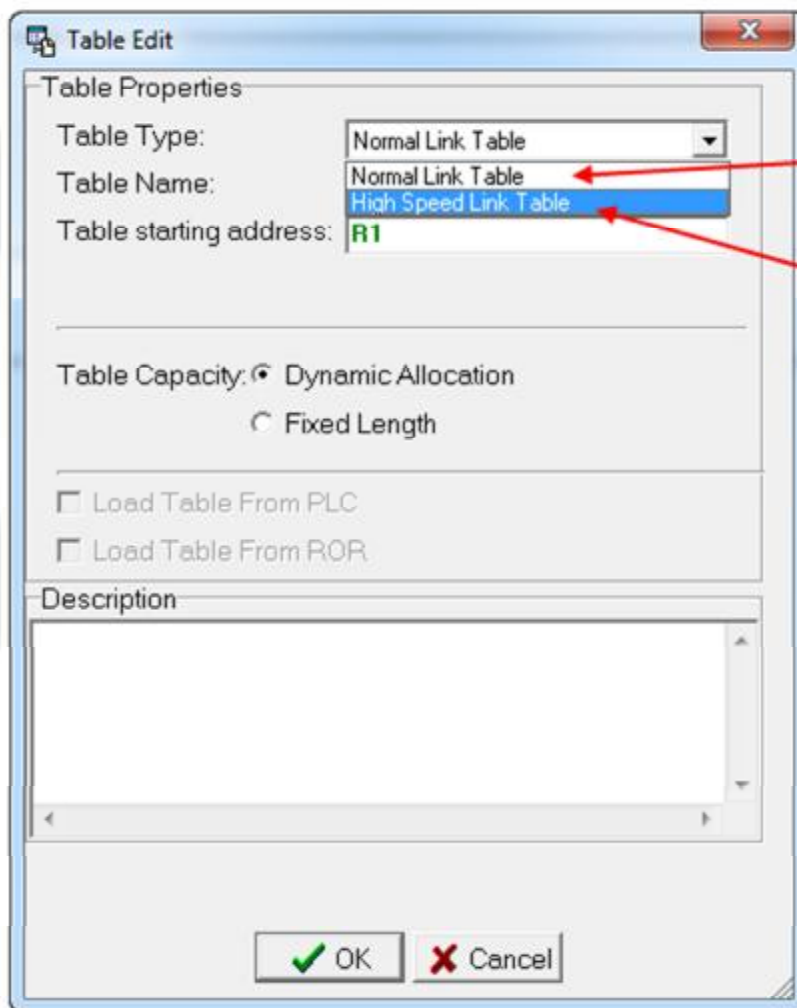 Table Edit
Table Properties
Table Type: Normal Link Table
Table Name: Normal Link Table
High Speed Link Table
Table starting address: R1
Table Capacity: Dynamic Allocation
Fixed Length
Load Table From PLC
Load Table From ROR
Description
OK Cancel